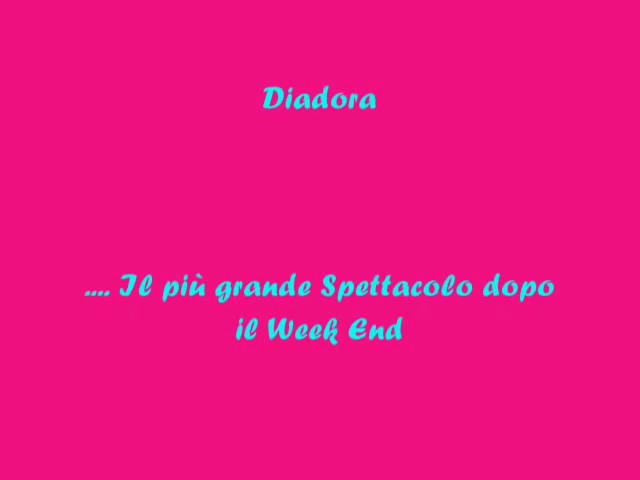 Diadora
.... Il più grande Spettacolo dopo
il Week End